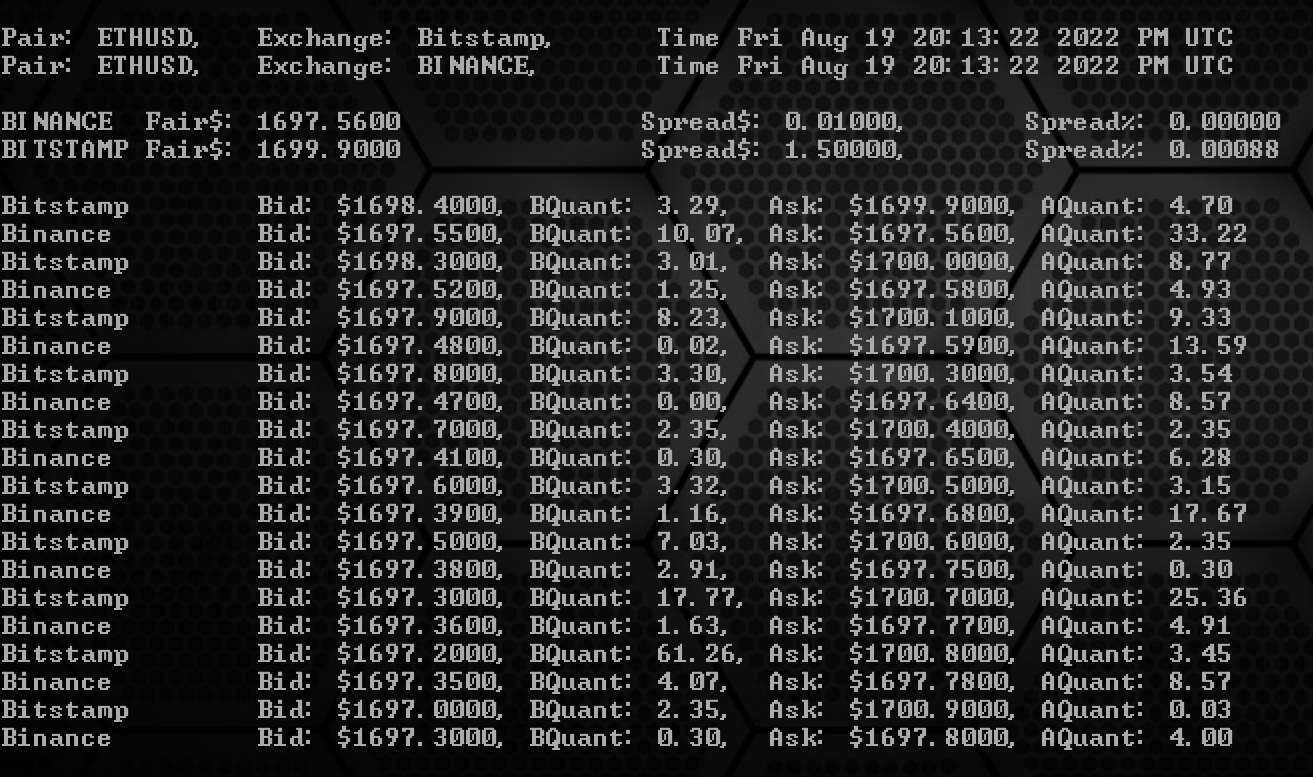 Pair: ETHUSD, Exchange: Bitstamp, Time Fri Aug 19 20:13:22 2022 PM UTC
Pair: ETHUSD, Exchange: BINANCE, Time Fri Aug 19 20:13:22 2022 PM UTC
BINANCE Fair$: 1697.5600 Spread$: 0.01000, Spread%: 0.00000
BITSTAMP Fair$: 1699.9000 Spread$: 1.50000, Spread%: 0.00088
Bitstamp Bid: $1698.4000, BQuant: 3.29, Ask: $1699.9000, AQuant: 4.70
Binance Bid: $1697.5500, BQuant: 10.07, Ask: $1697.5600, AQuant: 33.22
Bitstamp Bid: $1698.3000, BQuant: 3.01, Ask: $1700.0000, AQuant: 8.77
Binance Bid: $1697.5200, BQuant: 1.25, Ask: $1697.5800, AQuant: 4.93
Bitstamp Bid: $1697.9000, BQuant: 8.23, Ask: $1700.1000, AQuant: 9.33
Binance Bid: $1697.4800, BQuant: 0.02, Ask: $1697.5900, AQuant: 13.59
Bitstamp Bid: $1697.8000, BQuant: 3.30, Ask: $1700.3000, AQuant: 3.54
Binance Bid: $1697.4700, BQuant: 0.00, Ask: $1697.6400, AQuant: 8.57
Bitstamp Bid: $1697.7000, BQuant: 2.35, Ask: $1700.4000, AQuant: 2.35
Binance Bid: $1697.4100, BQuant: 0.30, Ask: $1697.6500, AQuant: 6.28
Bitstamp Bid: $1697.6000, BQuant: 3.32, Ask: $1700.5000, AQuant: 3.15
Binance Bid: $1697.3900, BQuant: 1.16, Ask: $1697.6800, AQuant: 17.67
Bitstamp Bid: $1697.5000, BQuant: 7.03, Ask: $1700.6000, AQuant: 2.35
Binance Bid: $1697.3800, BQuant: 2.91, Ask: $1697.7500, AQuant: 0.30
Bitstamp Bid: $1697.3000, BQuant: 17.77, Ask: $1700.7000, AQuant: 25.36
Binance Bid: $1697.3600, BQuant: 1.63, Ask: $1697.7700, AQuant: 4.91
Bitstamp Bid: $1697.2000, BQuant: 61.26, Ask: $1700.8000, AQuant: 3.45
Binance Bid: $1697.3500, BQuant: 4.07, Ask: $1697.7800, AQuant: 8.57
Bitstamp Bid: $1697.0000, BQuant: 2.35, Ask: $1700.9000, AQuant: 0.03
Binance Bid: $1697.3000, BQuant: 0.30, Ask: $1697.8000, AQuant: 4.00